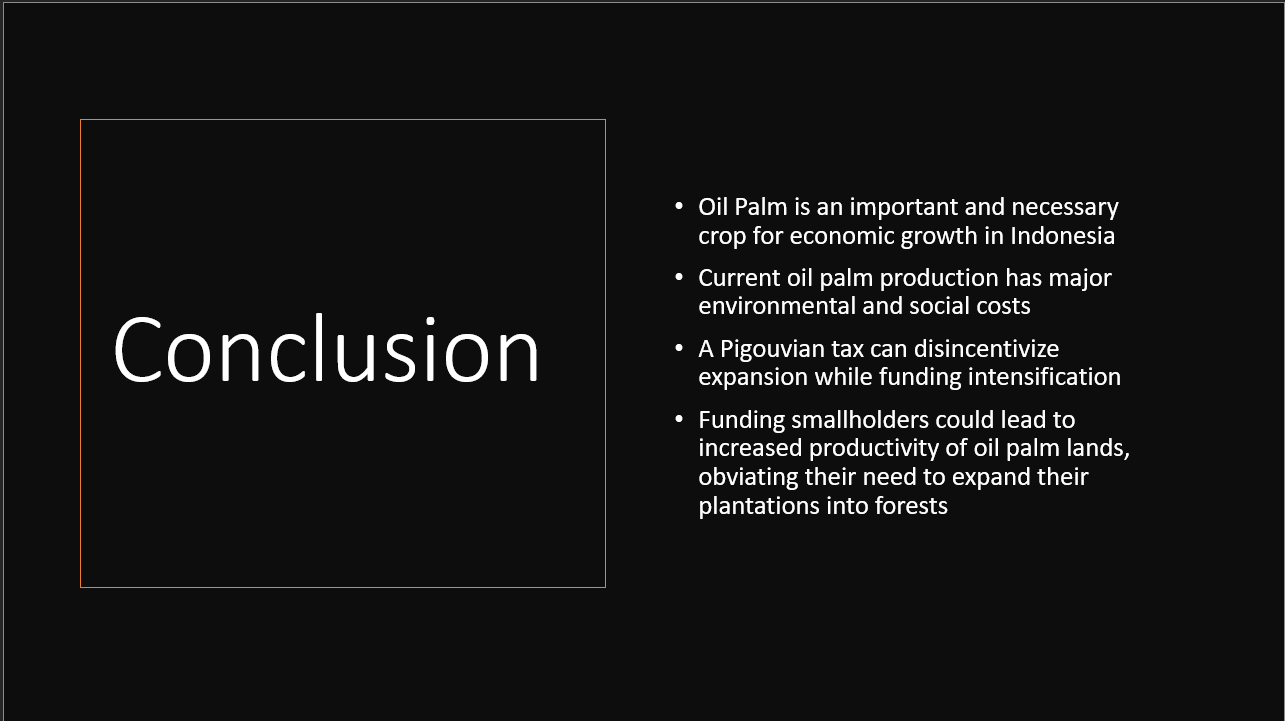 Conclusion
• Oil Palm is an important and necessary
crop for economic growth in Indonesia
• Current oil palm production has major
environmental and social costs
• A Pigouvian tax can disincentivize
expansion while funding intensification
• Funding smallholders could lead to
increased productivity of oil palm lands,
obviating their need to expand their
plantations into forests